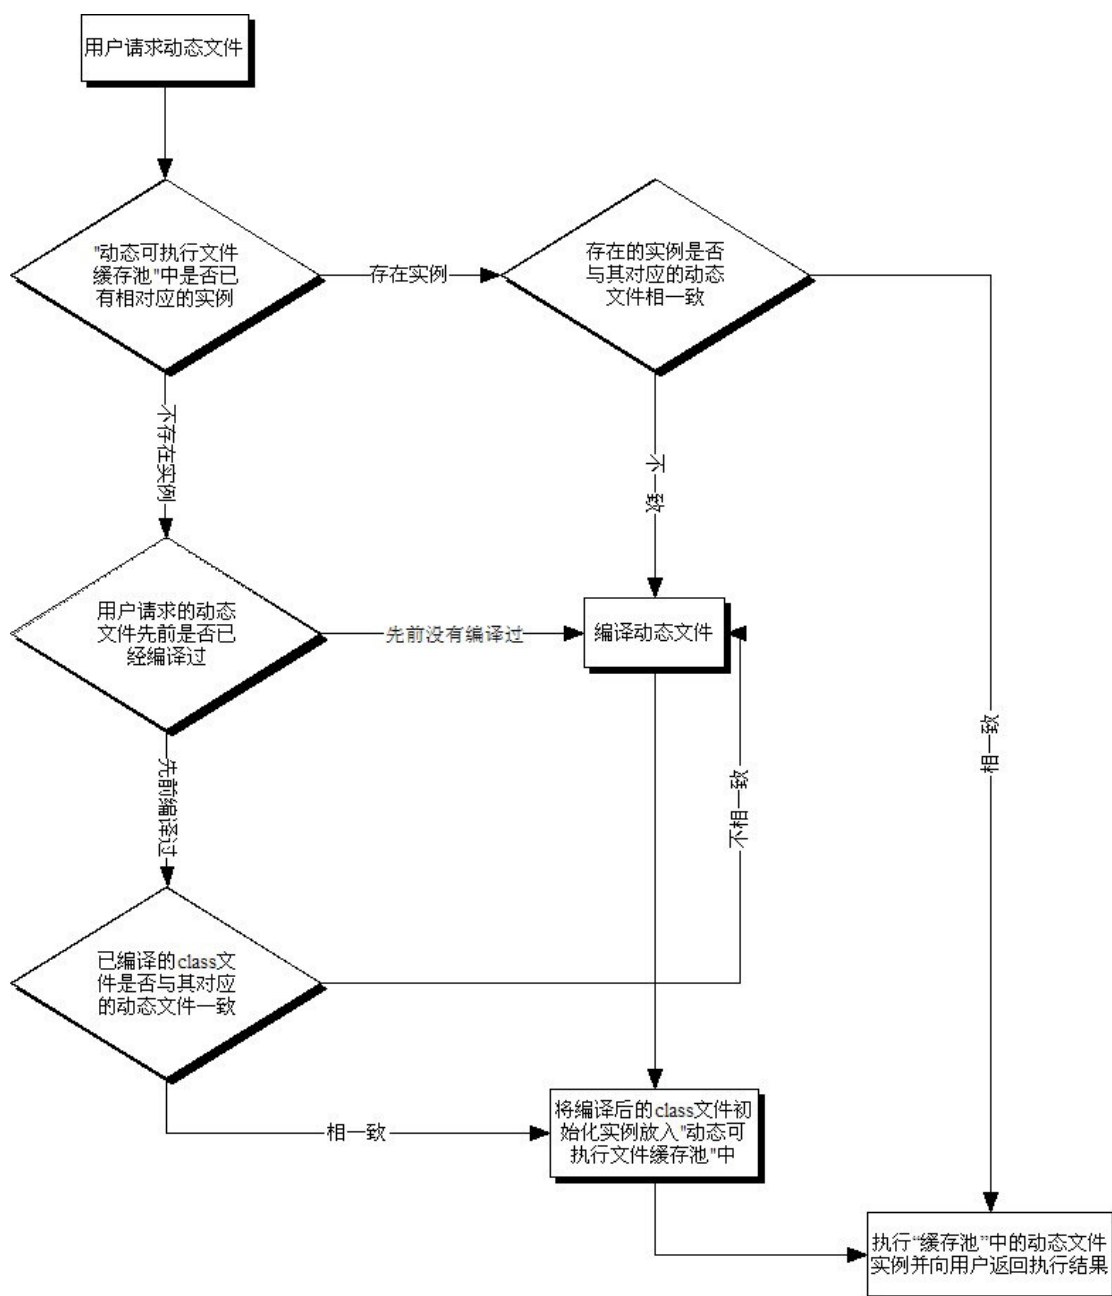 用户请求动态文件
"动态可执行文件
缓存池"中是否已
有相对应的实例
存在实例
存在的实例是否
与其对应的动态
文件相一致
不存在实例
不一致
用户请求的动态
文件先前是否已
经编译过
先前没有编译过
编译动态文件
相一致
先前编译过
不相一致
已编译的class文
件是否与其对应
的动态文件一致
相一致
将编译后的class文件初
始化实例放入"动态可
执行文件缓存池"中
执行“缓存池”中的动态文件
实例并向用户返回执行结果